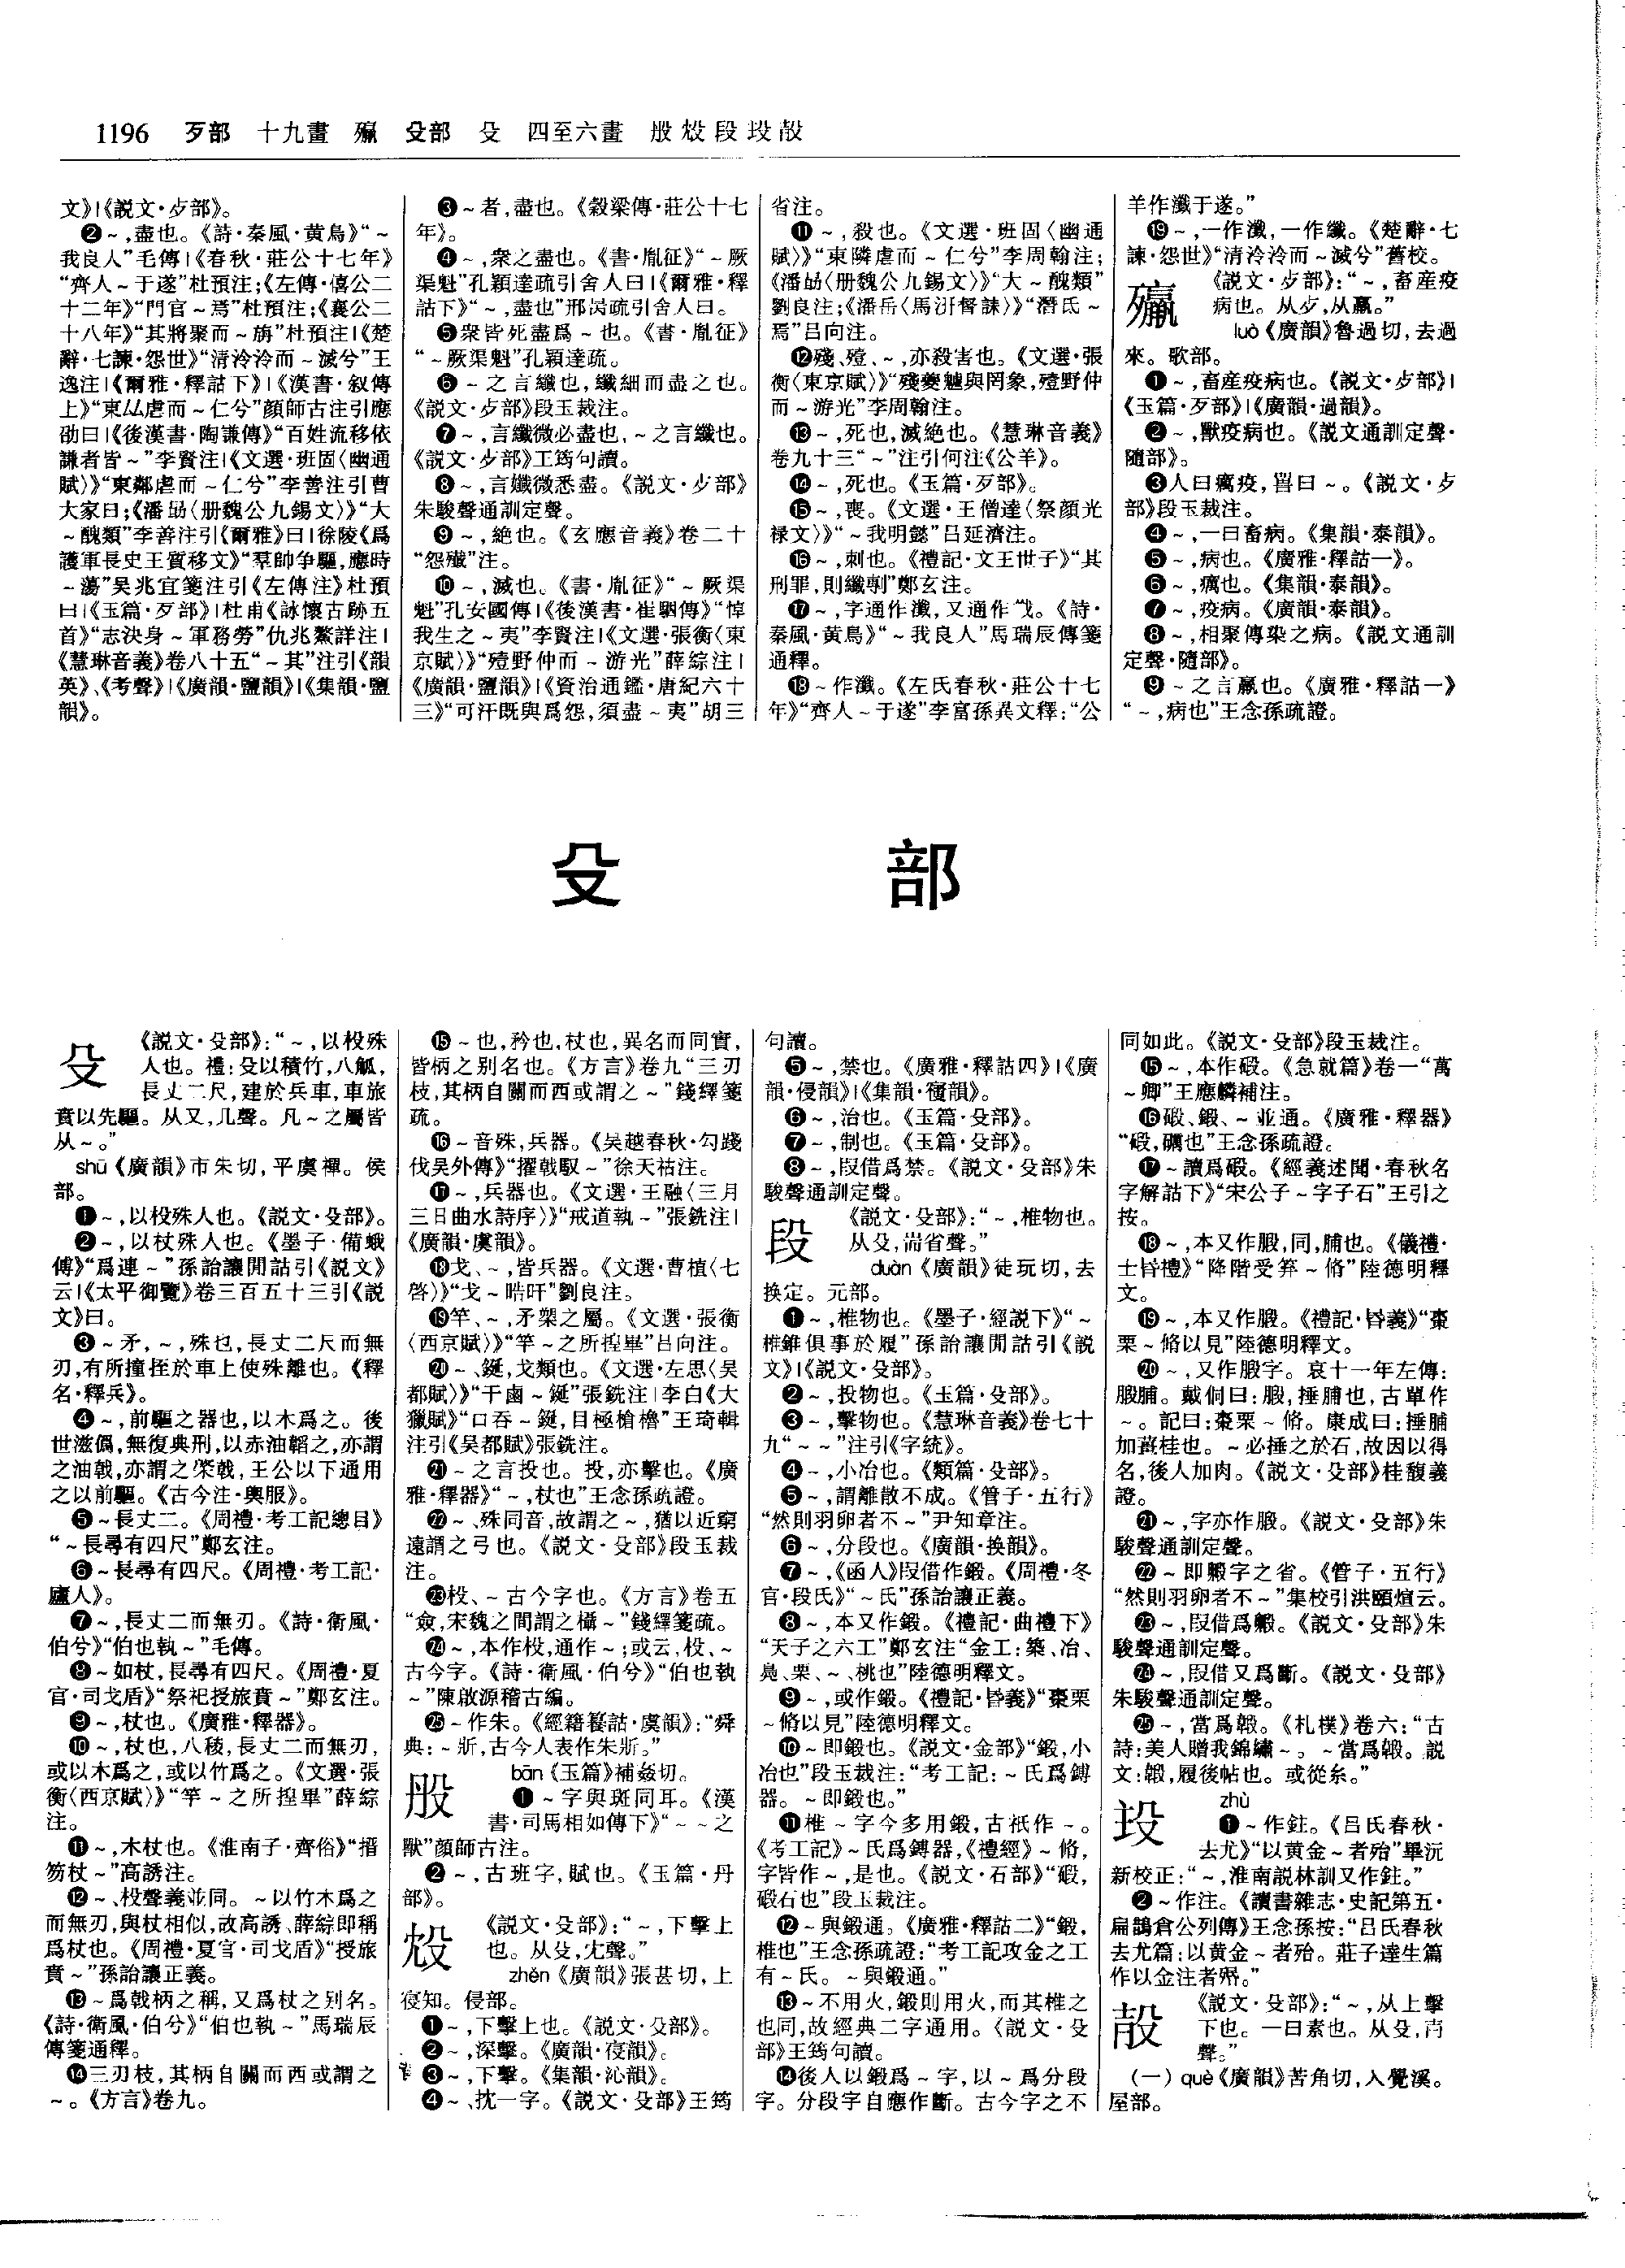 1196 歹部 十九畫 㱻 殳部 殳 四至六畫 股 㱽 段 㱾 㱿
文》|《説文·歺部》。
❷～,盡也。《詩·秦風·黄鳥》“～
我良人”毛傳|《春秋·莊公十七年》
“齊人～于遂”杜預注;《左傳·僖公二
十二年》“門官～焉”杜預注;《襄公二
十八年》“其將聚而～旃”杜預注|《楚
辭·七諫·怨世》“清泠泠而～滅兮”王
逸注|《爾雅·釋詁下》|《漢書·叙傳
上》“東厸虐而～仁兮”顔師古注引應
劭曰|《後漢書·陶謙傳》“百姓流移依
謙者皆～”李賢注|《文選·班固〈幽通
賦〉》“東鄰虐而～仁兮”李善注引曹
大家曰;《潘勗〈册魏公九錫文〉》“大
～醜類”李善注引《爾雅》曰|徐陵《爲
護軍長史王質移文》“羣帥争驅,應時
～蕩”吴兆宜箋注引《左傳注》杜預
曰|《玉篇·歹部》|杜甫《詠懷古跡五
首》“志決身～軍務勞”仇兆鰲詳注|
《慧琳音義》卷八十五“～其”注引《韻
英》、《考聲》|《廣韻·鹽韻》|《集韻·鹽
韻》。
❸～者,盡也。《穀梁傳·莊公十七
年》。
❹～,衆之盡也。《書·胤征》“～厥
渠魁”孔穎達疏引舍人曰|《爾雅·釋
詁下》“～,盡也”邢昺疏引舍人曰。
❺衆皆死盡爲～也。《書·胤征》
“～厥渠魁”孔穎達疏。
❻～之言纖也,纖細而盡之也。
《説文·歺部》段玉裁注。
❼～,言纖微必盡也,～之言纖也。
《説文·歺部》王筠句讀。
❽～,言孅微悉盡。《説文·歺部》
朱駿聲通訓定聲。
❾～,絶也。《玄應音義》卷二十
“怨殱”注。
❿～,滅也。《書·胤征》“～厥渠
魁”孔安國傳|《後漢書·崔駰傳》“悼
我生之～夷”李賢注|《文選·張衡〈東
京賦〉》“殪野仲而～游光”薛綜注|
《廣韻·鹽韻》|《資治通鑑·唐紀六十
三》“可汗既與爲怨,須盡～夷”胡三
省注。
⓫～,殺也。《文選·班固〈幽通
賦〉》“東隣虐而～仁兮”李周翰注;
《潘勗〈册魏公九錫文〉》“大～醜類”
劉良注;《潘岳〈馬汧督誄〉》“潛氐～
焉”吕向注。
⓬殘、殪、～,亦殺害也。《文選·張
衡〈東京賦〉》“殘夔魖與罔象,殪野仲
而～游光”李周翰注。
⓭～,死也,滅絶也。《慧琳音義》
卷九十三“～”注引何注《公羊》。
⓮～,死也。《玉篇·歹部》。
⓯～,喪。《文選·王僧達〈祭顔光
禄文〉》“～我明懿”吕延濟注。
⓰～,刺也。《禮記·文王世子》“其
刑罪,則纖剸”鄭玄注。
⓱～,字通作瀸,又通作㦰。《詩·
秦風·黄鳥》“～我良人”馬瑞辰傳箋
通釋。
⓲～作瀸。《左氏春秋·莊公十七
年》“齊人～于遂”李富孫異文釋:“公
羊作瀸于遂。”
⓳～,一作瀸,一作纖。《楚辭·七
諫·怨世》“清泠泠而～滅兮”舊校。
㱻
《説文·歺部》:“～,畜産疫
病也。从歺,从羸。”
luò《廣韻》魯過切,去過
來。歌部。
❶～,畜産疫病也。《説文·歺部》|
《玉篇·歹部》|《廣韻·過韻》。
❷～,獸疫病也。《説文通訓定聲·
隨部》。
❸人曰癘疫,嘼曰～。《説文·歺
部》段玉裁注。
❹～,一曰畜病。《集韻·泰韻》。
❺～,病也。《廣雅·釋詁一》。
❻～,癘也。《集韻·泰韻》。
❼～,疫病。《廣韻·泰韻》。
❽～,相聚傳染之病。《説文通訓
定聲·隨部》。
❾～之言羸也。《廣雅·釋詁一》
“～,病也”王念孫疏證。
殳 部
殳
《説文·殳部》:“～,以杸殊
人也。禮:殳以積竹,八觚,
長丈二尺,建於兵車,車旅
賁以先驅。从又,几聲。凡～之屬皆
从～。”
shū《廣韻》市朱切,平虞禪。侯
部。
❶～,以杸殊人也。《説文·殳部》。
❷～,以杖殊人也。《墨子·備蛾
傅》“爲連～”孫詒讓閒詁引《説文》
云|《太平御覽》卷三百五十三引《説
文》曰。
❸～矛,～,殊也,長丈二尺而無
刃,有所撞挃於車上使殊離也。《釋
名·釋兵》。
❹～,前驅之器也,以木爲之。後
世滋僞,無復典刑,以赤油韜之,亦謂
之油戟,亦謂之棨戟,王公以下通用
之以前驅。《古今注·輿服》。
❺～長丈二。《周禮·考工記總目》
“～長尋有四尺”鄭玄注。
❻～長尋有四尺。《周禮·考工記·
廬人》。
❼～,長丈二而無刃。《詩·衛風·
伯兮》“伯也執～”毛傳。
❽～如杖,長尋有四尺。《周禮·夏
官·司戈盾》“祭祀授旅賁～”鄭玄注。
❾～,杖也。《廣雅·釋器》。
❿～,杖也,八稜,長丈二而無刃,
或以木爲之,或以竹爲之。《文選·張
衡〈西京賦〉》“竿～之所揘畢”薛綜
注。
⓫～,木杖也。《淮南子·齊俗》“搢
笏杖～”高誘注。
⓬～、杸聲義並同。～以竹木爲之
而無刃,與杖相似,故高誘、薛綜即稱
爲杖也。《周禮·夏官·司戈盾》“授旅
賁～”孫詒讓正義。
⓭～爲戟柄之稱,又爲杖之别名。
《詩·衛風·伯兮》“伯也執～”馬瑞辰
傳箋通釋。
⓮三刃枝,其柄自關而西或謂之
～。《方言》卷九。
⓯～也,矜也,杖也,異名而同實,
皆柄之别名也。《方言》卷九“三刃
枝,其柄自關而西或謂之～”錢繹箋
疏。
⓰～音殊,兵器。《吴越春秋·勾踐
伐吴外傳》“擢戟馭～”徐天祜注。
⓱～,兵器也。《文選·王融〈三月
三日曲水詩序〉》“戒道執～”張銑注|
《廣韻·虞韻》。
⓲戈、～,皆兵器。《文選·曹植〈七
啓〉》“戈～晧旰”劉良注。
⓳竿、～,矛槊之屬。《文選·張衡
〈西京賦〉》“竿～之所揘畢”吕向注。
⓴～、鋋,戈類也。《文選·左思〈吴
都賦〉》“干鹵～鋋”張銑注|李白《大
獵賦》“口吞～鋋,目極槍櫓”王琦輯
注引《吴都賦》張銑注。
㉑～之言投也。投,亦擊也。《廣
雅·釋器》“～,杖也”王念孫疏證。
㉒～、殊同音,故謂之～,猶以近窮
遠謂之弓也。《説文·殳部》段玉裁
注。
㉓杸、～古今字也。《方言》卷五
“僉,宋魏之間謂之欇～”錢繹箋疏。
㉔～,本作杸,通作～;或云,杸、～
古今字。《詩·衛風·伯兮》“伯也執
～”陳啟源稽古編。
㉕～作朱。《經籍籑詁·虞韻》:“舜
典:～斨,古今人表作朱斨。”
股
bān《玉篇》補姦切。
❶～字與斑同耳。《漢
書·司馬相如傳下》“～～之
獸”顔師古注。
❷～,古班字,賦也。《玉篇·丹
部》。
㱽
《説文·殳部》:“～,下擊上
也。从殳,冘聲。”
zhěn《廣韻》張甚切,上
寑知。侵部。
❶～,下擊上也。《説文·殳部》。
❷～,深擊。《廣韻·寑韻》。
❸～,下擊。《集韻·沁韻》。
❹～、抌一字。《説文·殳部》王筠
句讀。
❺～,禁也。《廣雅·釋詁四》|《廣
韻·侵韻》|《集韻·寑韻》。
❻～,治也。《玉篇·殳部》。
❼～,制也。《玉篇·殳部》。
❽～,叚借爲禁。《説文·殳部》朱
駿聲通訓定聲。
段
《説文·殳部》:“～,椎物也。
从殳,耑省聲。”
duàn《廣韻》徒玩切,去
换定。元部。
❶～,椎物也。《墨子·經説下》“～
椎錐俱事於履”孫詒讓閒詁引《説
文》|《説文·殳部》。
❷～,投物也。《玉篇·殳部》。
❸～,擊物也。《慧琳音義》卷七十
九“～～”注引《字統》。
❹～,小冶也。《類篇·殳部》。
❺～,謂離散不成。《管子·五行》
“然則羽卵者不～”尹知章注。
❻～,分段也。《廣韻·换韻》。
❼～,《函人》叚借作鍛。《周禮·冬
官·段氏》“～氏”孫詒讓正義。
❽～,本又作鍛。《禮記·曲禮下》
“天子之六工”鄭玄注“金工:築、冶、
鳧、栗、～、桃也”陸德明釋文。
❾～,或作鍛。《禮記·昏義》“棗栗
～脩以見”陸德明釋文。
❿～即鍛也。《説文·金部》“鍛,小
冶也”段玉裁注:“考工記:～氏爲鎛
器。～即鍛也。”
⓫椎～字今多用鍛,古衹作～。
《考工記》～氏爲鎛器,《禮經》～脩,
字皆作～,是也。《説文·石部》“碬,
碬石也”段玉裁注。
⓬～與鍛通。《廣雅·釋詁二》“鍛,
椎也”王念孫疏證:“考工記攻金之工
有～氏。～與鍛通。”
⓭～不用火,鍛則用火,而其椎之
也同,故經典二字通用。《説文·殳
部》王筠句讀。
⓮後人以鍛爲～字,以～爲分段
字。分段字自應作斷。古今字之不
同如此。《説文·殳部》段玉裁注。
⓯～,本作碫。《急就篇》卷一“萬
～卿”王應麟補注。
⓰碫、鍛、～並通。《廣雅·釋器》
“碫,礪也”王念孫疏證。
⓱～讀爲碫。《經義述聞·春秋名
字解詁下》“宋公子～字子石”王引之
按。
⓲～,本又作腶,同,脯也。《儀禮·
士昏禮》“降階受笲～脩”陸德明釋
文。
⓳～,本又作腶。《禮記·昏義》“棗
栗～脩以見”陸德明釋文。
⓴～,又作腶字。哀十一年左傳:
腶脯。戴侗曰:腶,捶脯也,古單作
～。記曰:棗栗～脩。康成曰:捶脯
加薑桂也。～必捶之於石,故因以得
名,後人加肉。《説文·殳部》桂馥義
證。
㉑～,字亦作腶。《説文·殳部》朱
駿聲通訓定聲。
㉒～即毈字之省。《管子·五行》
“然則羽卵者不～”集校引洪頤煊云。
㉓～,叚借爲毈。《説文·殳部》朱
駿聲通訓定聲。
㉔～,叚借又爲斷。《説文·殳部》
朱駿聲通訓定聲。
㉕～,當爲緞。《札樸》卷六:“古
詩:美人贈我錦繡～。～當爲緞。説
文:緞,履後帖也。或從糸。”
㱾
zhù
❶～作鉒。《吕氏春秋·
去尤》“以黄金～者殆”畢沅
新校正:“～,淮南説林訓又作鉒。”
❷～作注。《讀書雜志·史記第五·
扁鵲倉公列傳》王念孫按:“吕氏春秋
去尤篇:以黄金～者殆。莊子達生篇
作以金注者殙。”
㱿
《説文·殳部》:“～,从上擊
下也。一曰素也。从殳,𡉉
聲。”
(一)què《廣韻》苦角切,入覺溪。
屋部。